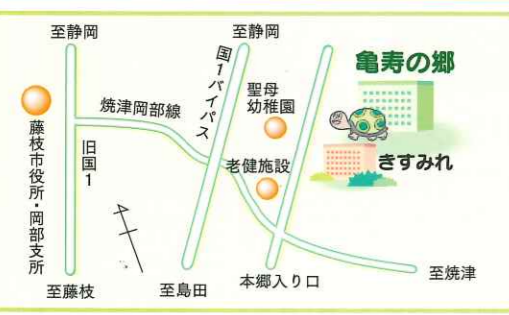 至静岡
至静岡
国1バイパス
亀寿の郷
聖母
幼稚園
焼津岡部線
藤枝市役所・岡部支所
旧国1
老健施設
きすみれ
至藤枝
至島田
本郷入り口
至焼津